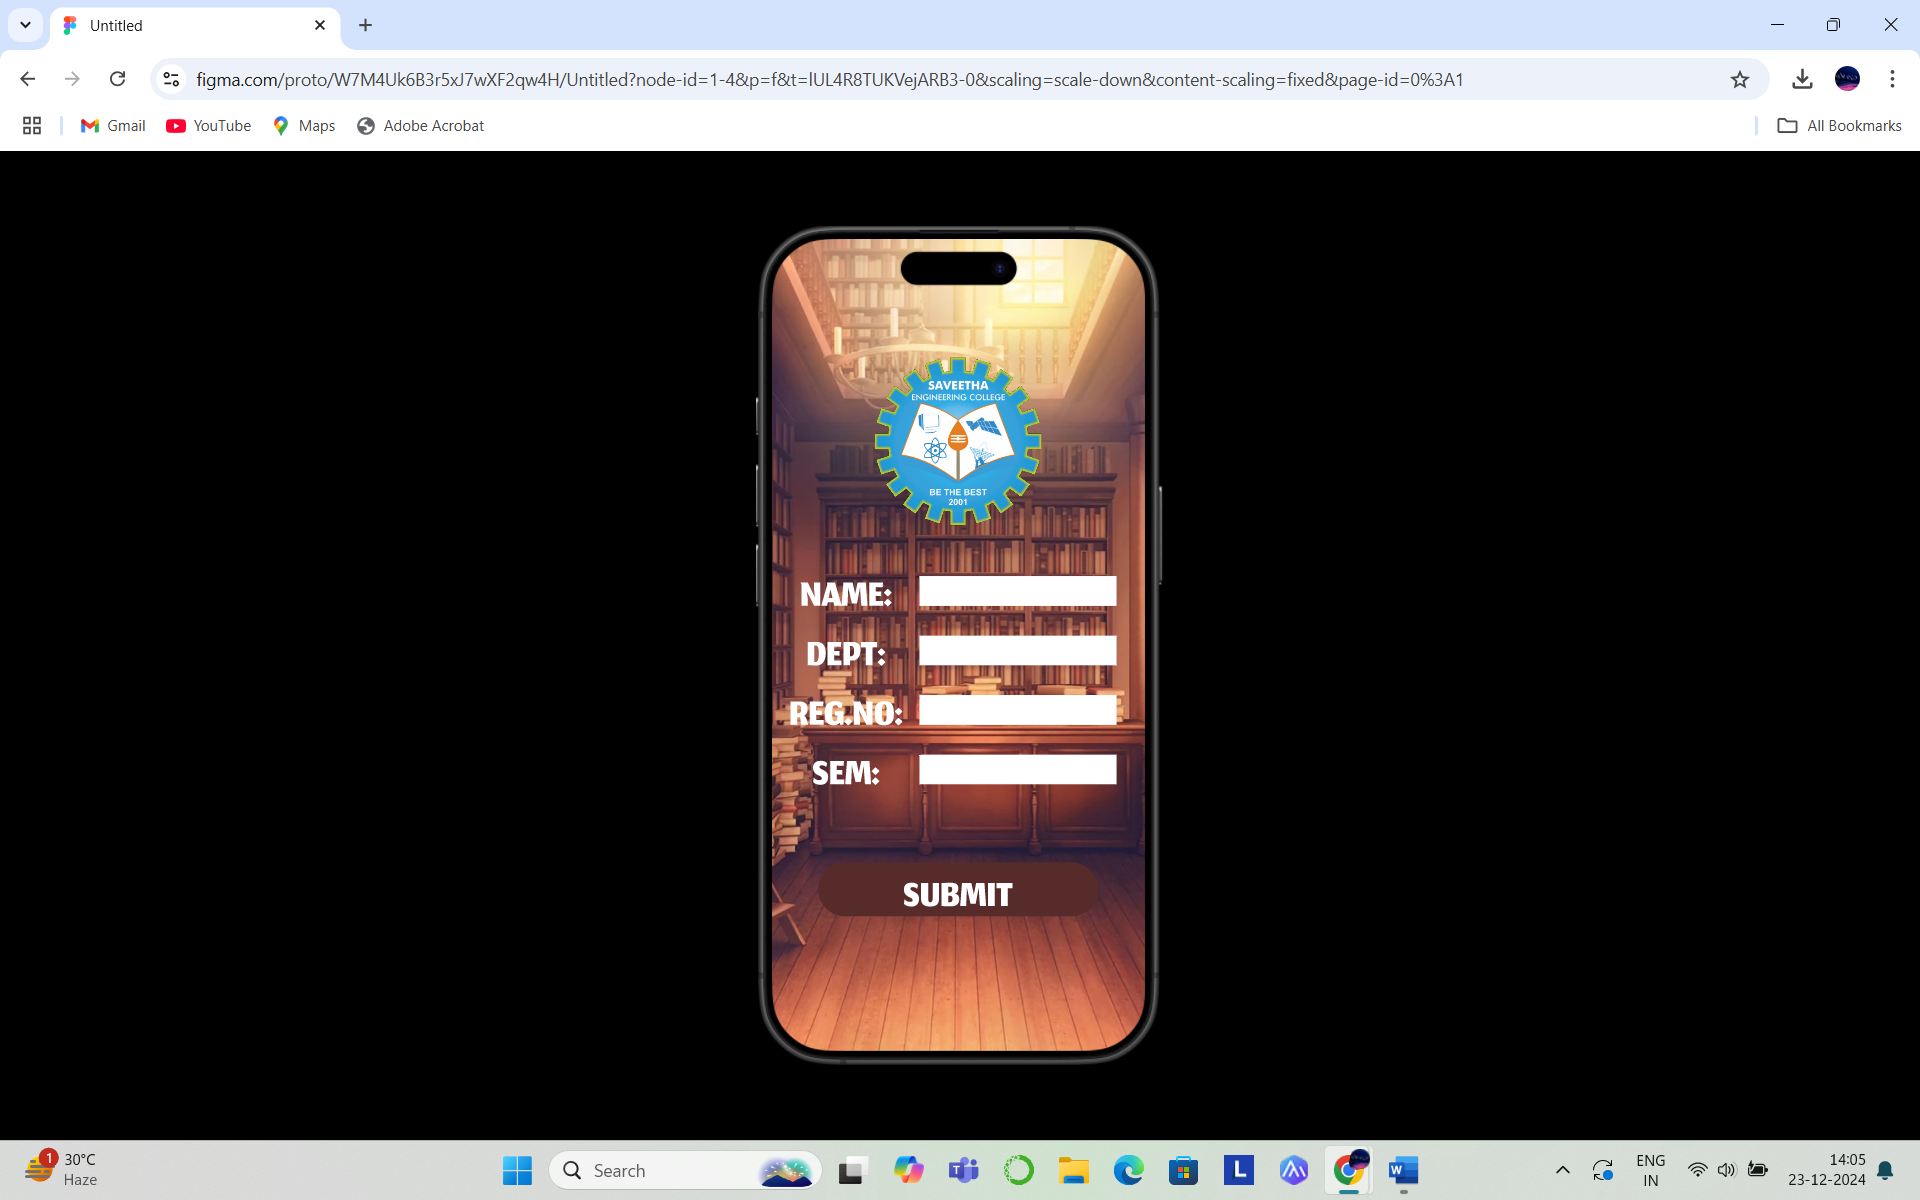 Untitled
figma.com/proto/W7M4Uk6B3r5xJ7wXF2qw4H/Untitled?node-id=1-4&p=f&t=lUL4R8TUKVejARB3-0&scaling=scale-down&content-scaling=fixed&page-id=0%3A1
Gmail
YouTube
Maps
Adobe Acrobat
All Bookmarks
SAVEETHA
ENGINEERING COLLEGE
BE THE BEST
2001
NAME:
DEPT:
REG.NO:
SEM:
SUBMIT
1
30°C
Haze
Search
L
W
ENG
IN
14:05
23-12-2024